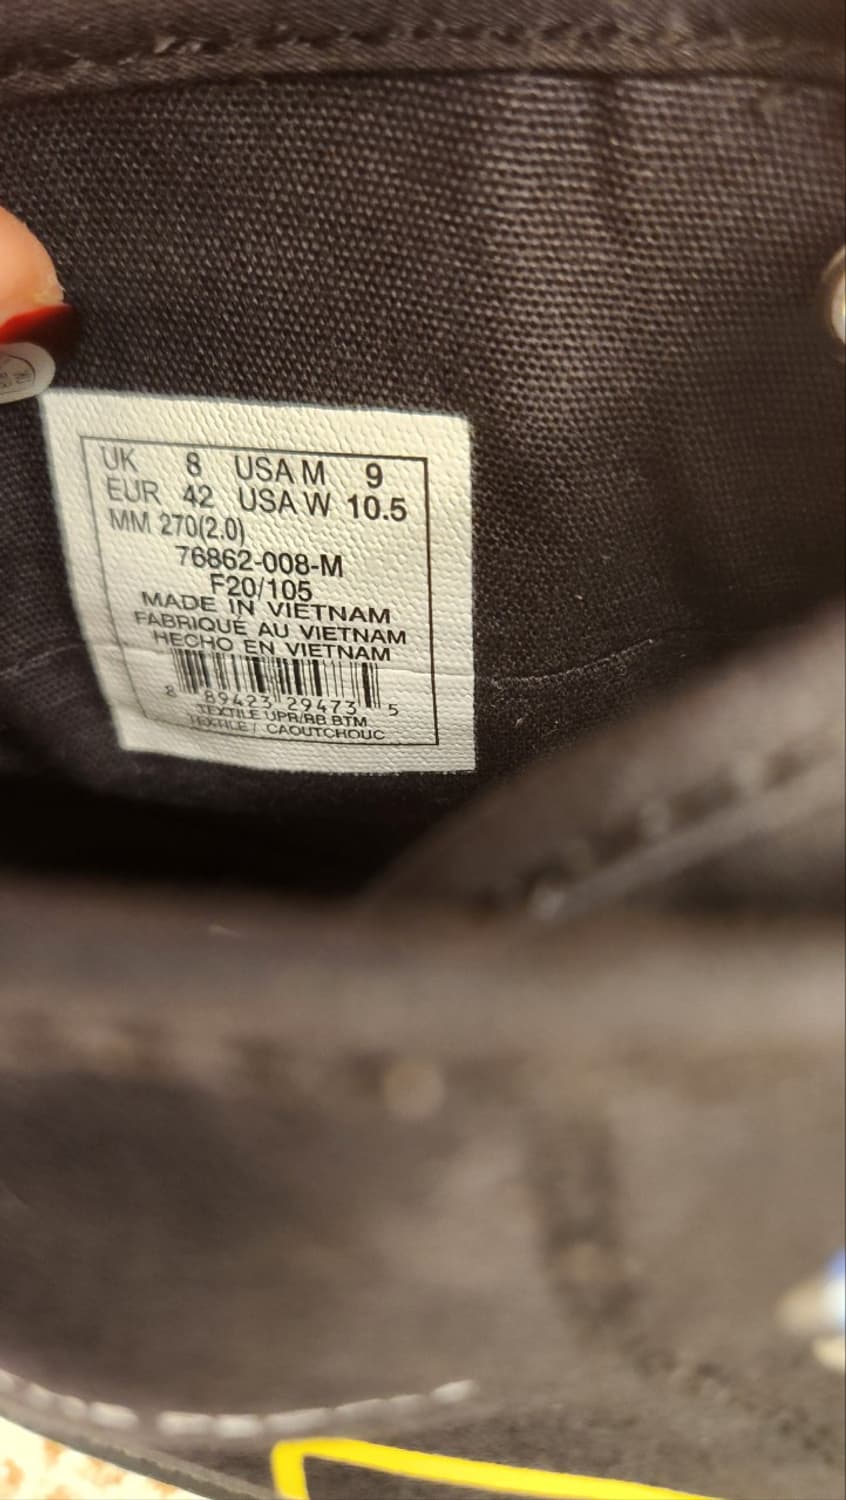 UK 8 USA M 9
EUR 42 USA W 10.5
MM 270(2.0)
76862-008-M
F20/105
MADE IN VIETNAM
FABRIQUÉ AU VIETNAM
HECHO EN VIETNAM
8 89423 29473 5
TEXTILE UPR/RB BTM
TEXTILE / CAOUTCHOUC